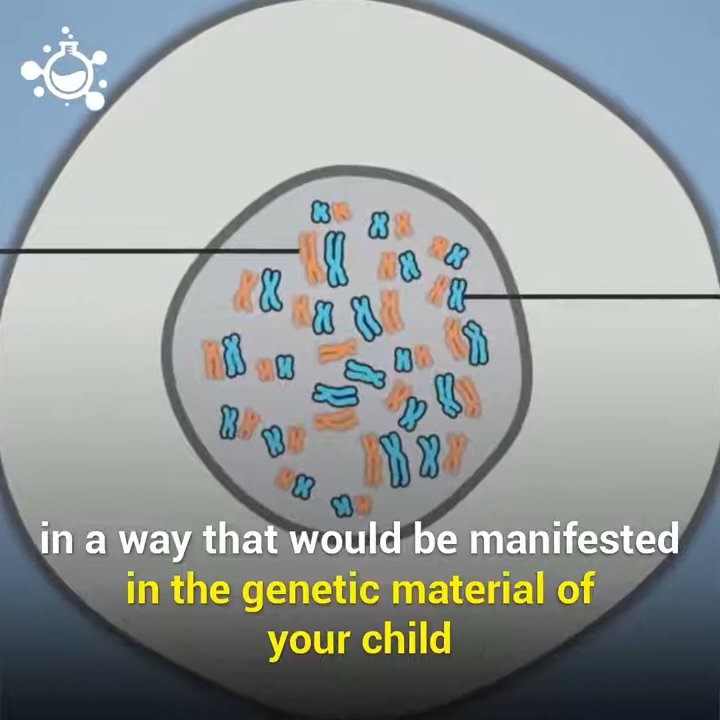 in a way that would be manifested
in the genetic material of
your child